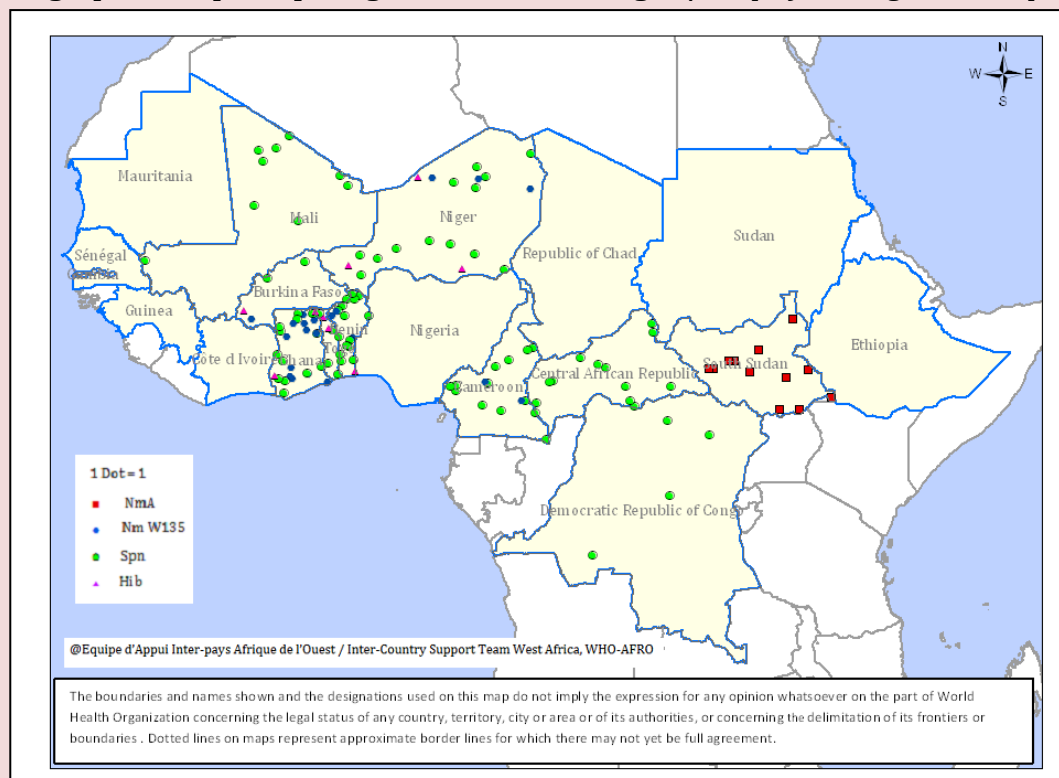 N
W E
S
Mauritania
Mali
Niger
Sudan
Republic of Chad
Sénégal
Gambia
Burkina Faso
Guinea
Nigeria
Benin
Togo
Côte d Ivoire
Ghana
South Sudan
Ethiopia
Cameroon
Central African Republic
Democratic Republic of Congo
1 Dot = 1
NmA
Nm W135
Spn
Hib
@Equipe d'Appui Inter-pays Afrique de l'Ouest / Inter-Country Support Team West Africa, WHO-AFRO
The boundaries and names shown and the designations used on this map do not imply the expression for any opinion whatsoever on the part of World
Health Organization concerning the legal status of any country, territory, city or area or of its authorities, or concerning the delimitation of its frontiers or
boundaries . Dotted lines on maps represent approximate border lines for which there may not yet be full agreement.